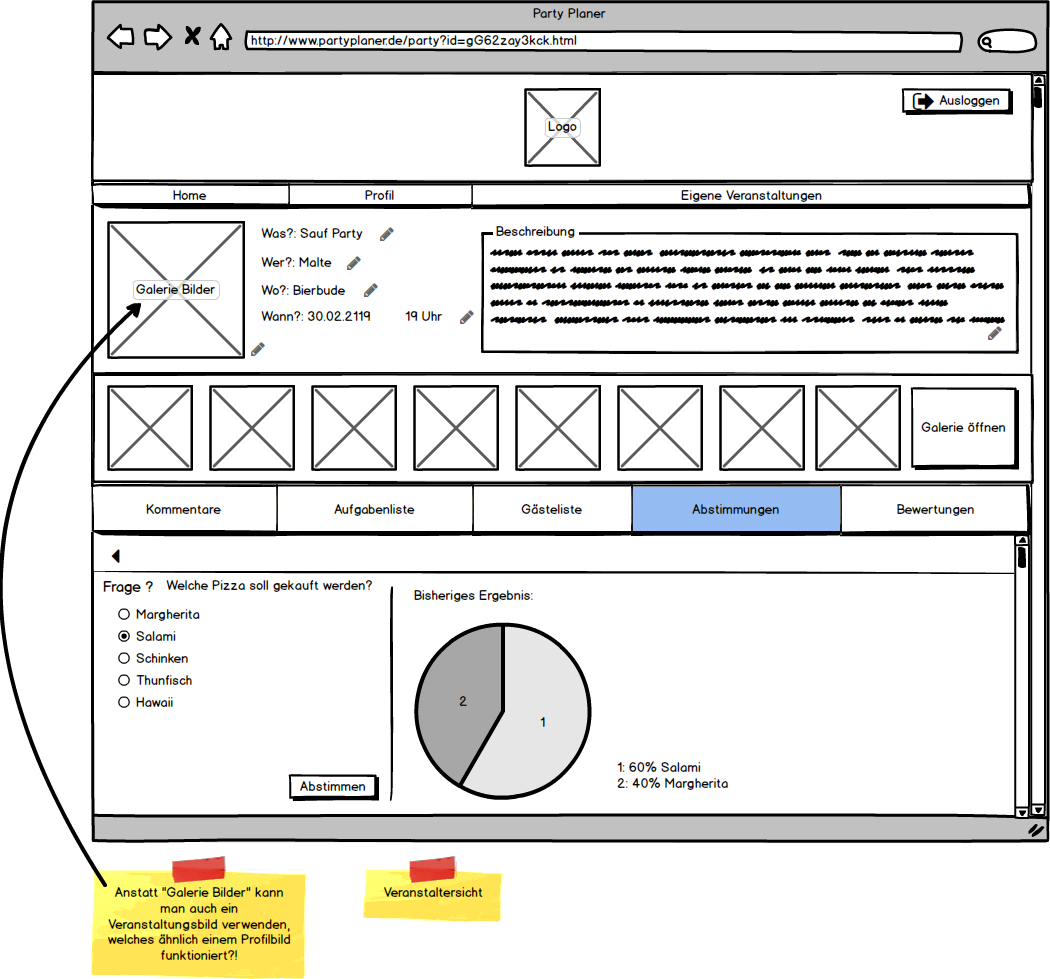 Party Planer
http://www.partyplaner.de/party?id=gG62zay3kck.html
Logo
Ausloggen
Home
Profil
Eigene Veranstaltungen
Galerie Bilder
Was?: Sauf Party
Wer?: Malte
Wo?: Bierbude
Wann?: 30.02.2119 19 Uhr
Beschreibung
Galerie öffnen
Kommentare
Aufgabenliste
Gästeliste
Abstimmungen
Bewertungen
Frage ? Welche Pizza soll gekauft werden?
Margherita
Salami
Schinken
Thunfisch
Hawaii
Abstimmen
Bisheriges Ergebnis:
2
1
1: 60% Salami
2: 40% Margherita
Anstatt "Galerie Bilder" kann
man auch ein
Veranstaltungsbild verwenden,
welches ähnlich einem Profilbild
funktioniert?!
Veranstaltersicht